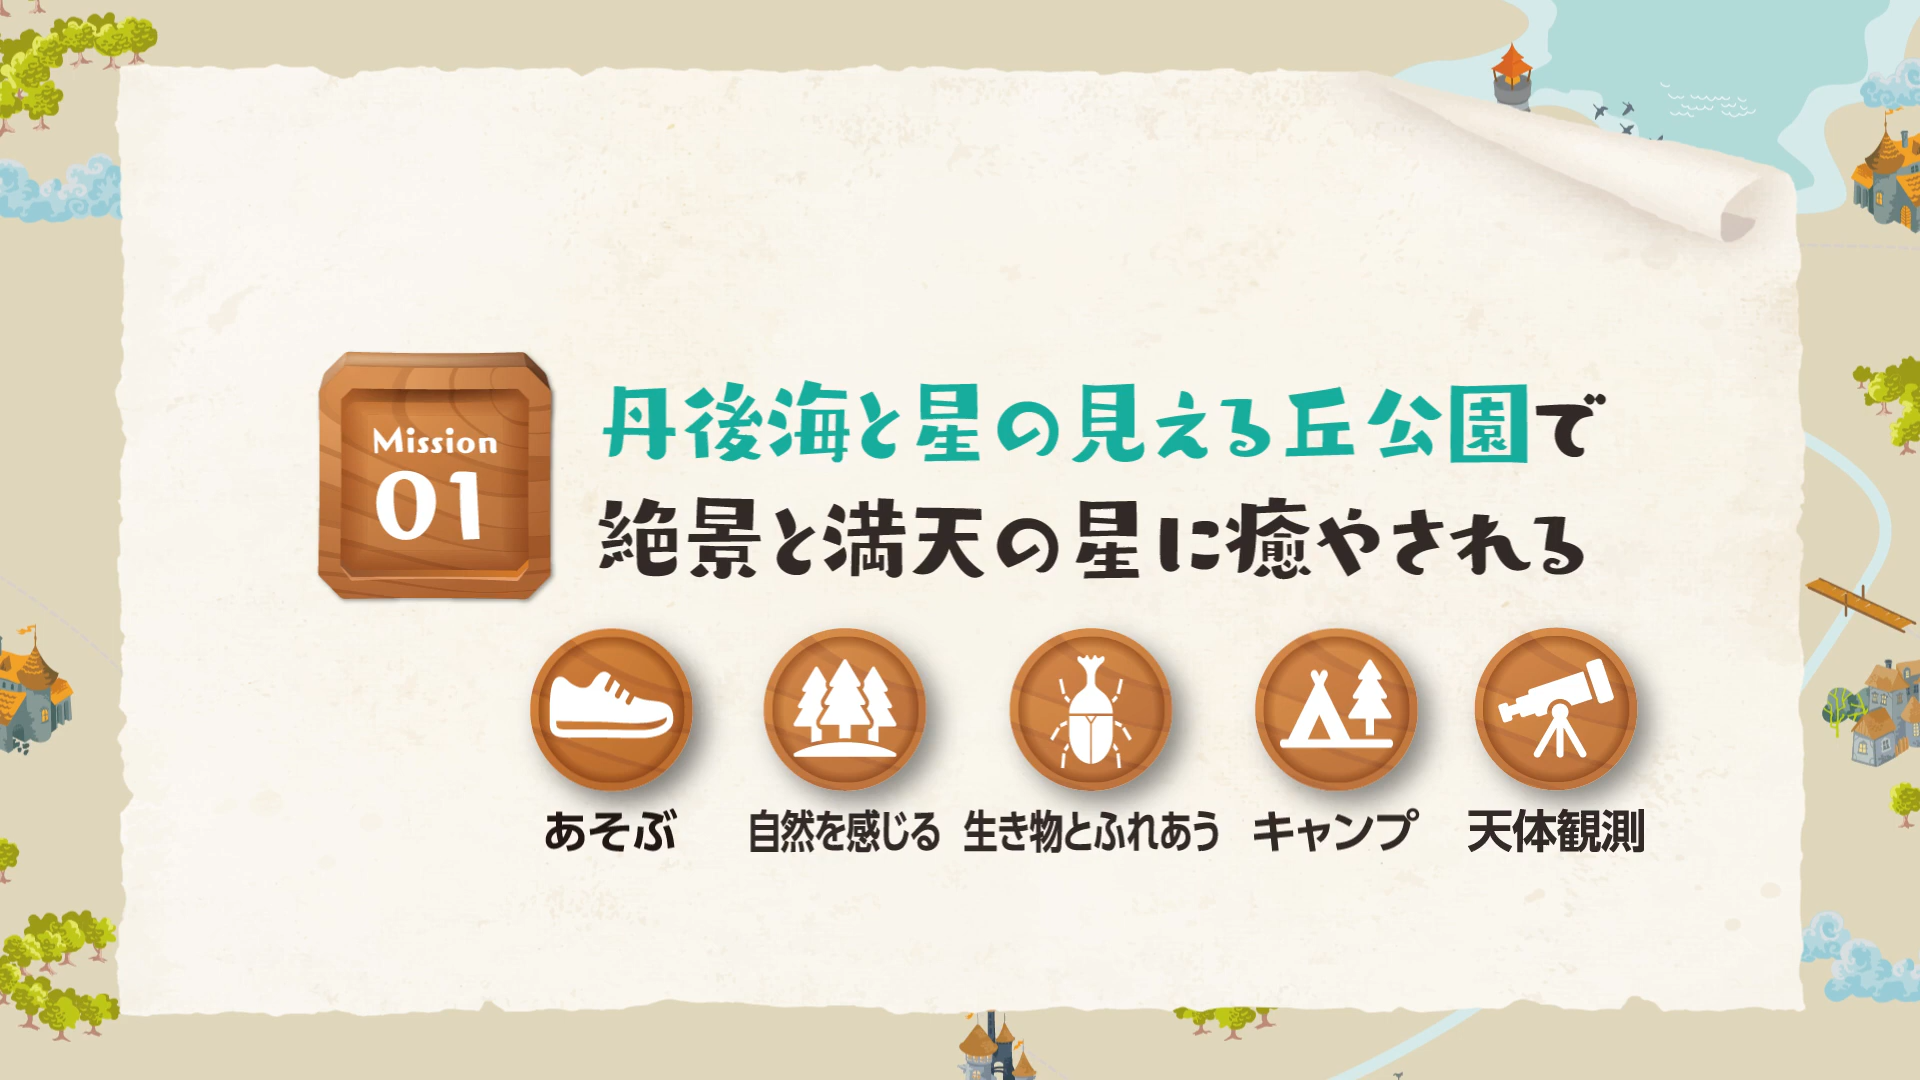 Mission
01
丹後海と星の見える丘公園で
絶景と満天の星に癒やされる
あそぶ
自然を感じる
生き物とふれあう
キャンプ
天体観測